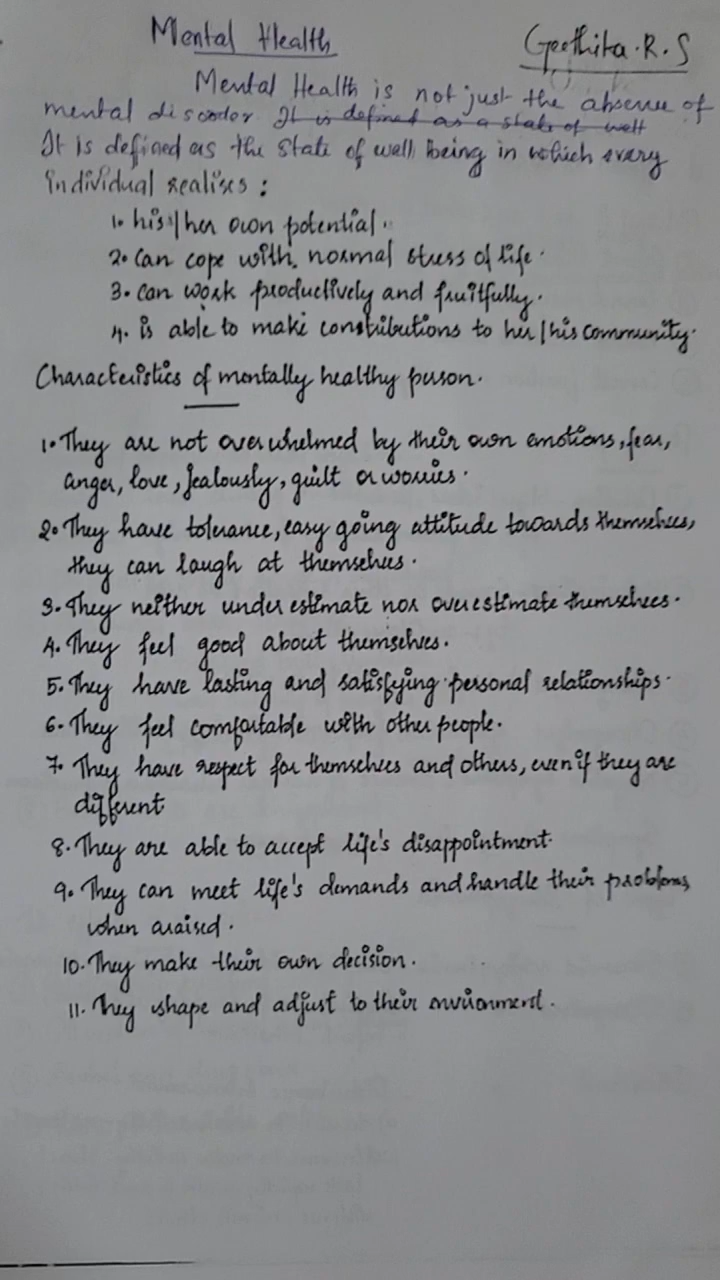 Mental Health
Geethita.R.S
Mental Health is not just the absence of
mental disorder. It is defined as a state of well
It is defined as the state of well being in which every
individual realises :
1. his/her own potential.
2. Can cope with normal stress of life.
3. Can work productively and fruitfully.
4. is able to make contributions to her/his community.
Characteristics of mentally healthy person.
1. They are not overwhelmed by their own emotions, fear,
anger, love, jealously, guilt or worries.
2. They have tolerance, easy going attitude towards themselves,
they can laugh at themselves.
3. They neither underestimate nor overestimate themselves.
4. They feel good about themselves.
5. They have lasting and satisfying personal relationships.
6. They feel comfortable with other people.
7. They have respect for themselves and others, even if they are
different
8. They are able to accept life's disappointment.
9. They can meet life's demands and handle their problems,
when araised.
10. They make their own decision.
11. They shape and adjust to their environment.